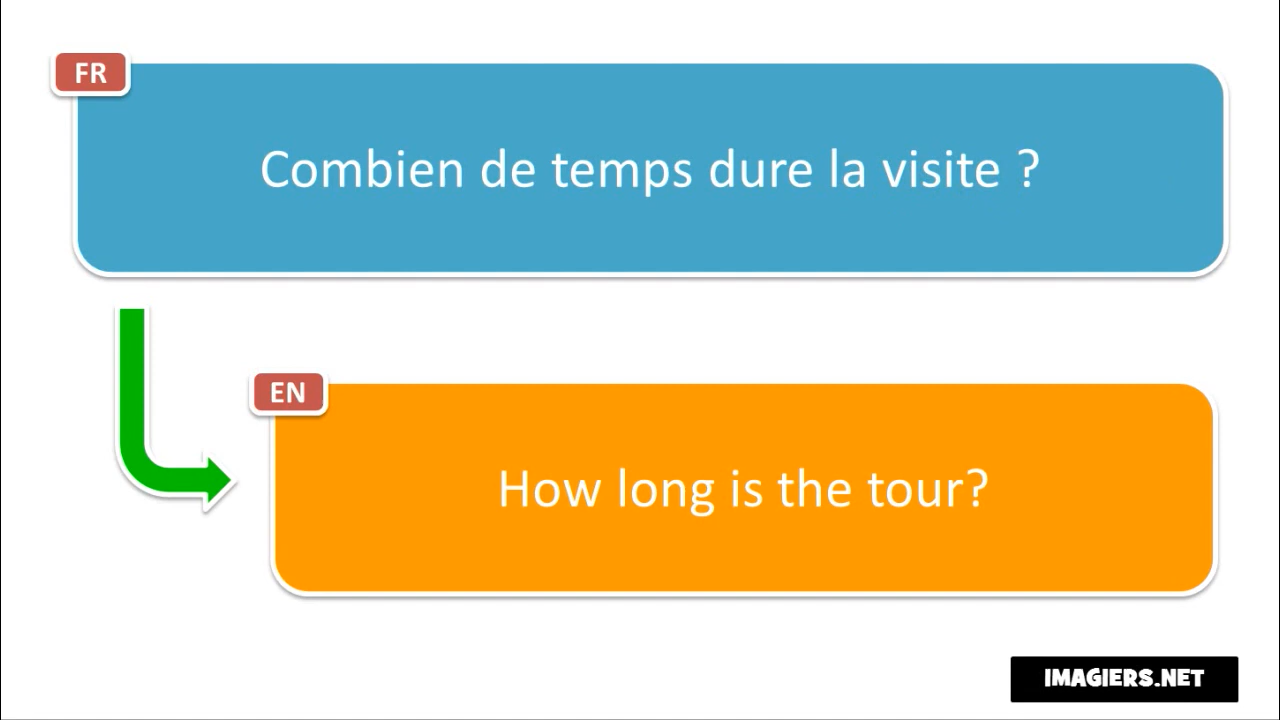 FR
Combien de temps dure la visite ?
EN
How long is the tour?
IMAGIERS.NET